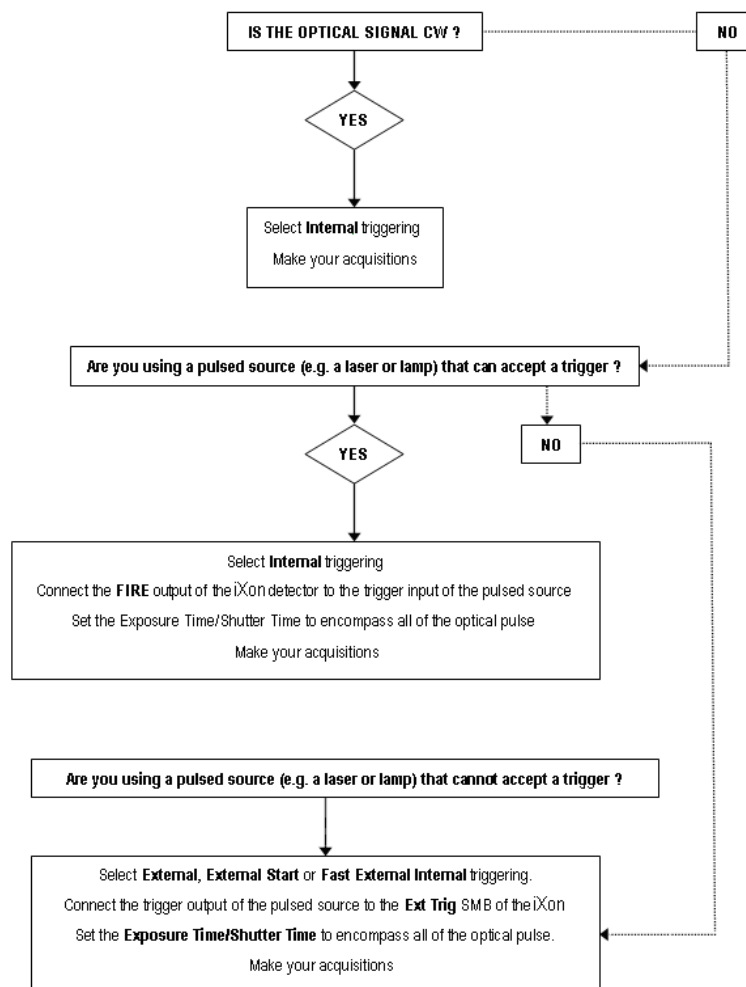 IS THE OPTICAL SIGNAL CW ?
NO
YES
Select Internal triggering
Make your acquisitions
Are you using a pulsed source (e.g. a laser or lamp) that can accept a trigger ?
YES
NO
Select Internal triggering
Connect the FIRE output of the iXon detector to the trigger input of the pulsed source
Set the Exposure Time/Shutter Time to encompass all of the optical pulse
Make your acquisitions
Are you using a pulsed source (e.g. a laser or lamp) that cannot accept a trigger ?
Select External, External Start or Fast External Internal triggering.
Connect the trigger output of the pulsed source to the Ext Trig SMB of the iXon
Set the Exposure Time/Shutter Time to encompass all of the optical pulse.
Make your acquisitions